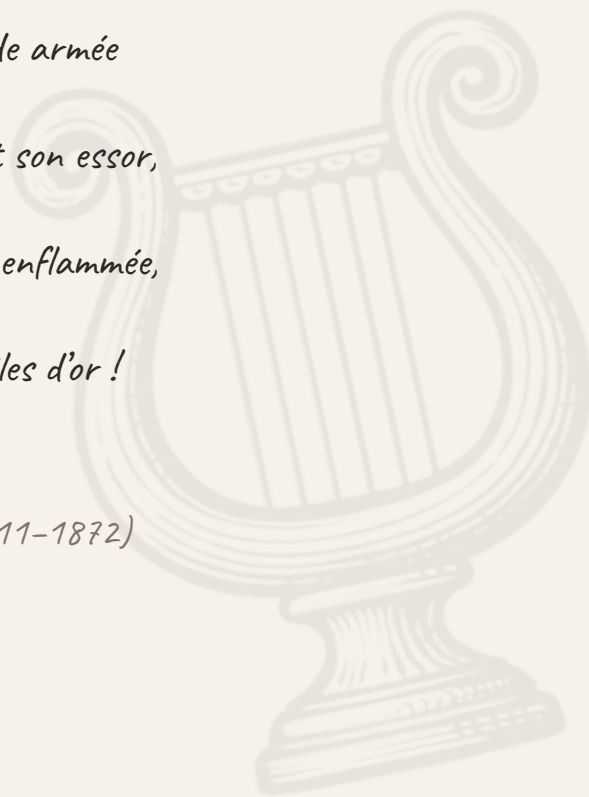 le armée
t son essor,
enflammée,
les d’or !
11–1872)